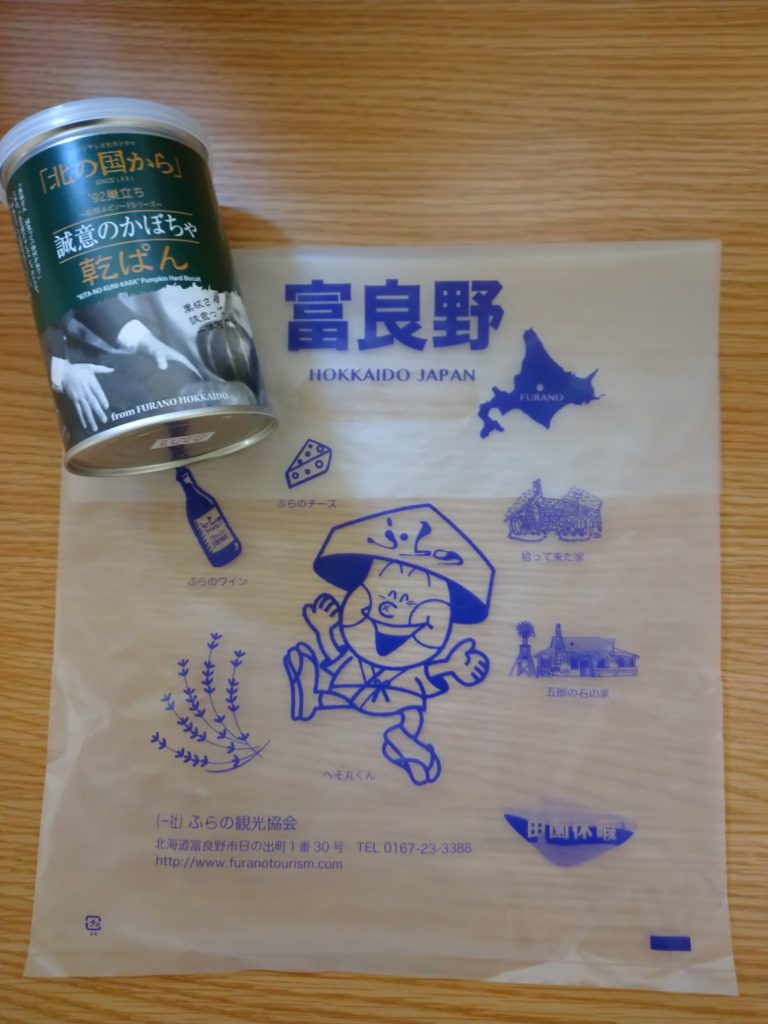 「北の国から」
SINCE 1981
'92巣立ち
誠意のかぼちゃ
乾ぱん
"KITA-NO-KUNI-KARA" Pumpkin Hard Biscuit
from FURANO HOKKAIDO
富良野
HOKKAIDO JAPAN
FURANO
ふらのチーズ
ふらのワイン
拾って来た家
ふらの
五郎の石の家
へそ丸くん
(一社) ふらの観光協会
北海道富良野市日の出町1番30号 TEL 0167-23-3388
http://www.furanotourism.com
田園休暇
プラ